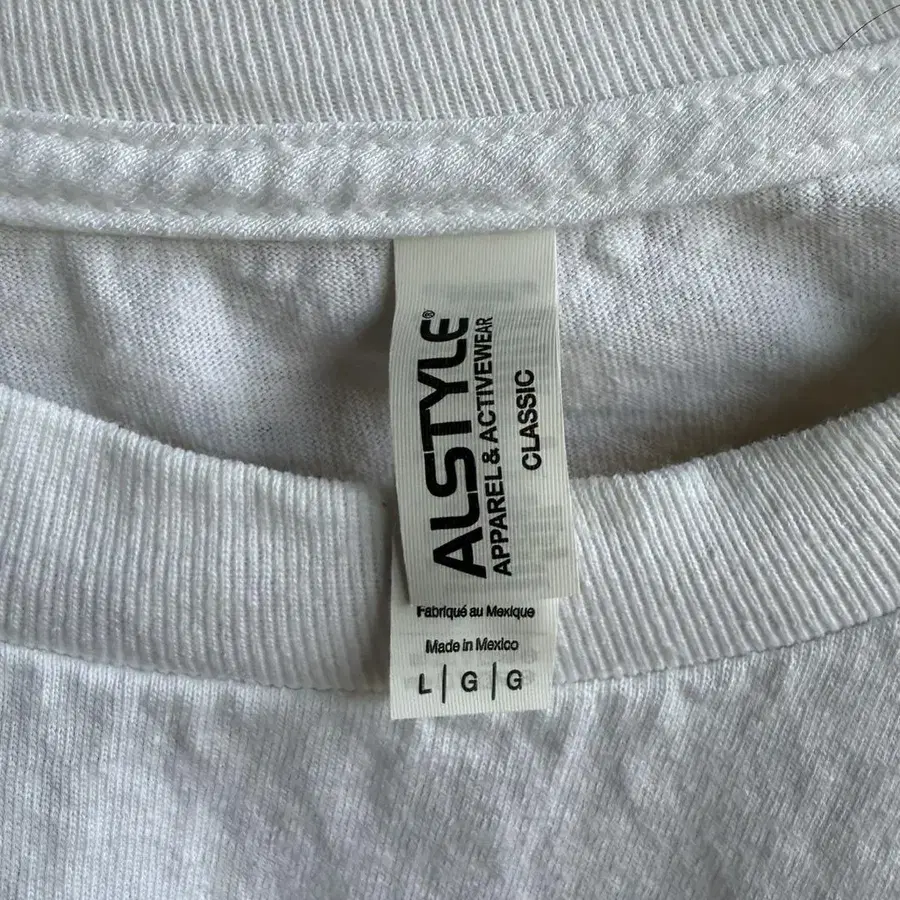 ALSTYLE®
APPAREL & ACTIVEWEAR
CLASSIC
Fabriqué au Mexique
Made in Mexico
L | G | G